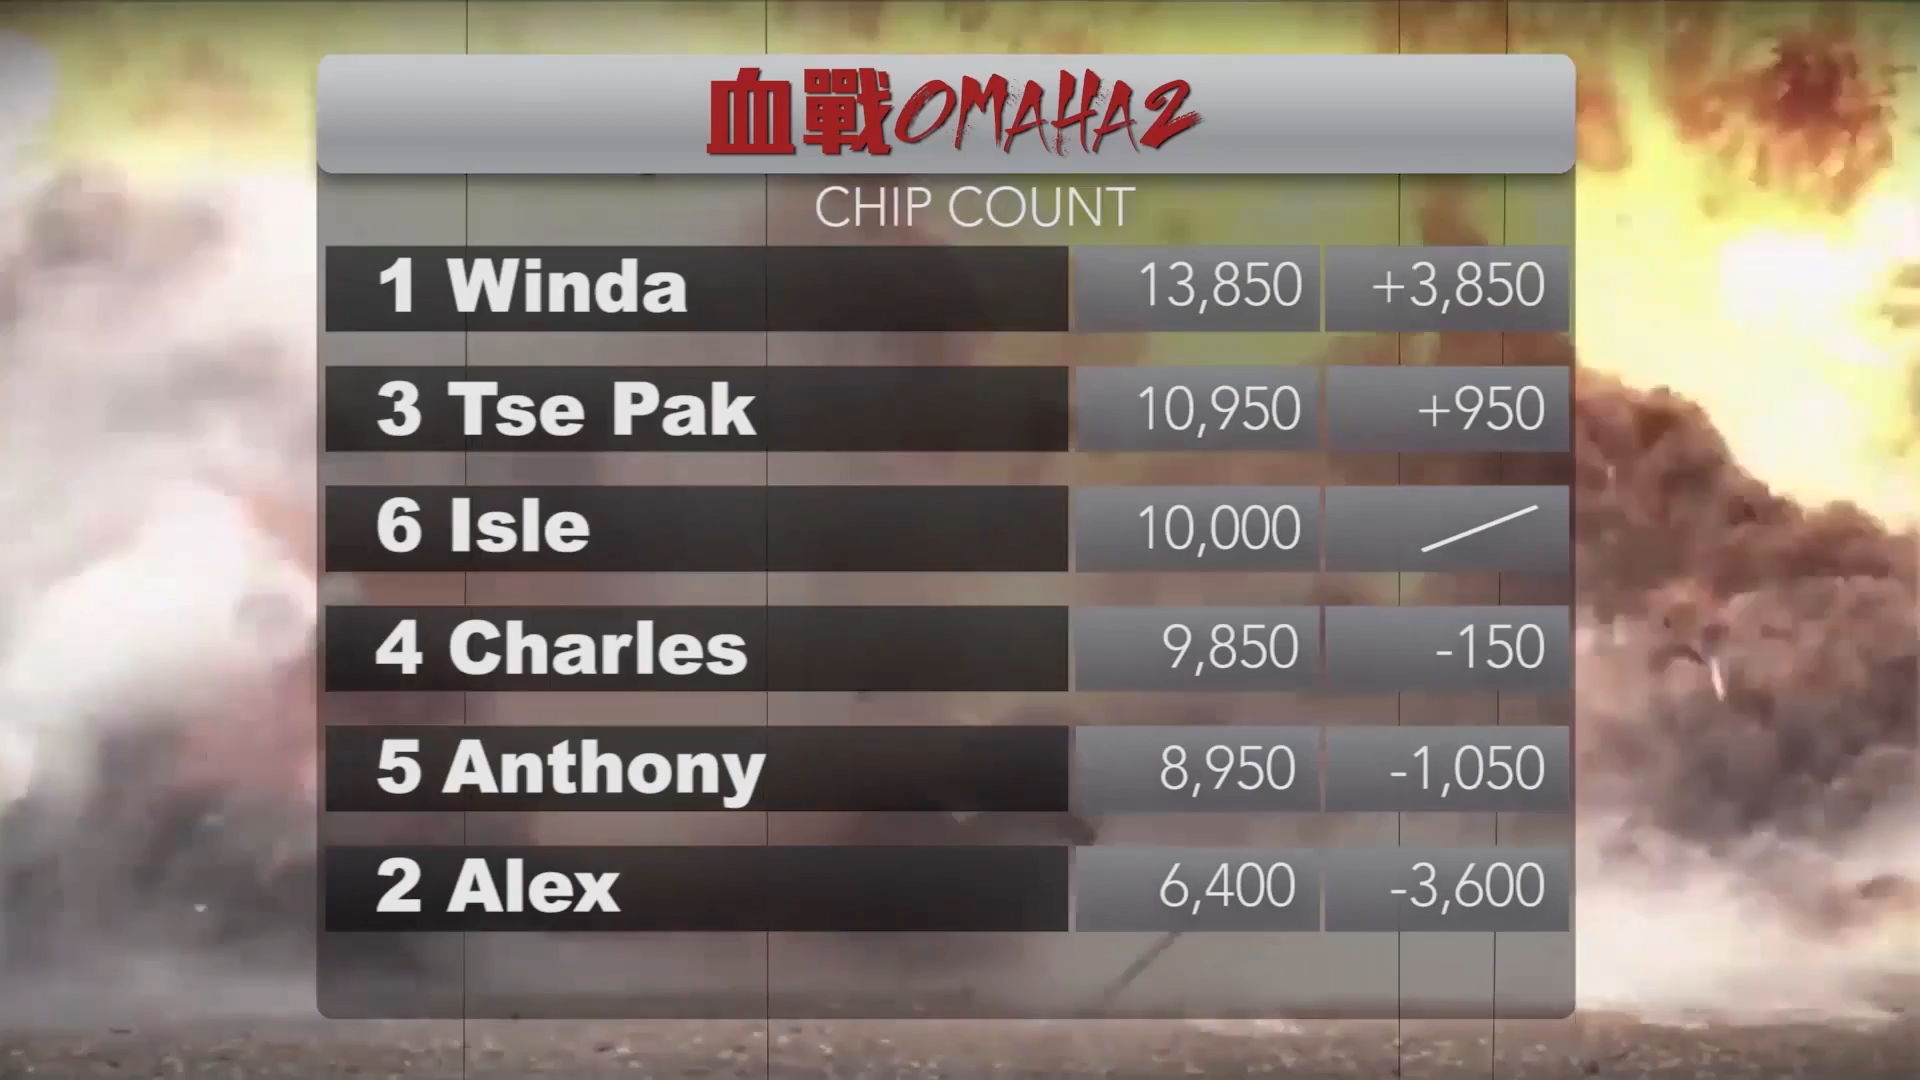 血戰OMAHA2
CHIP COUNT
1 Winda 13,850 +3,850
3 Tse Pak 10,950 +950
6 Isle 10,000
4 Charles 9,850 -150
5 Anthony 8,950 -1,050
2 Alex 6,400 -3,600